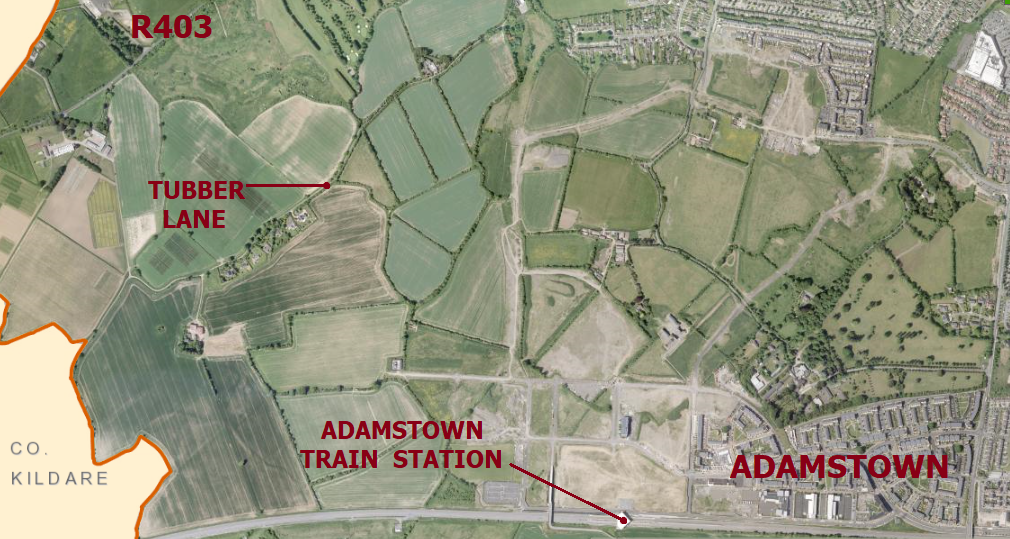 R403
TUBBER
LANE
ADAMSTOWN
TRAIN STATION
ADAMSTOWN
CO.
KILDARE